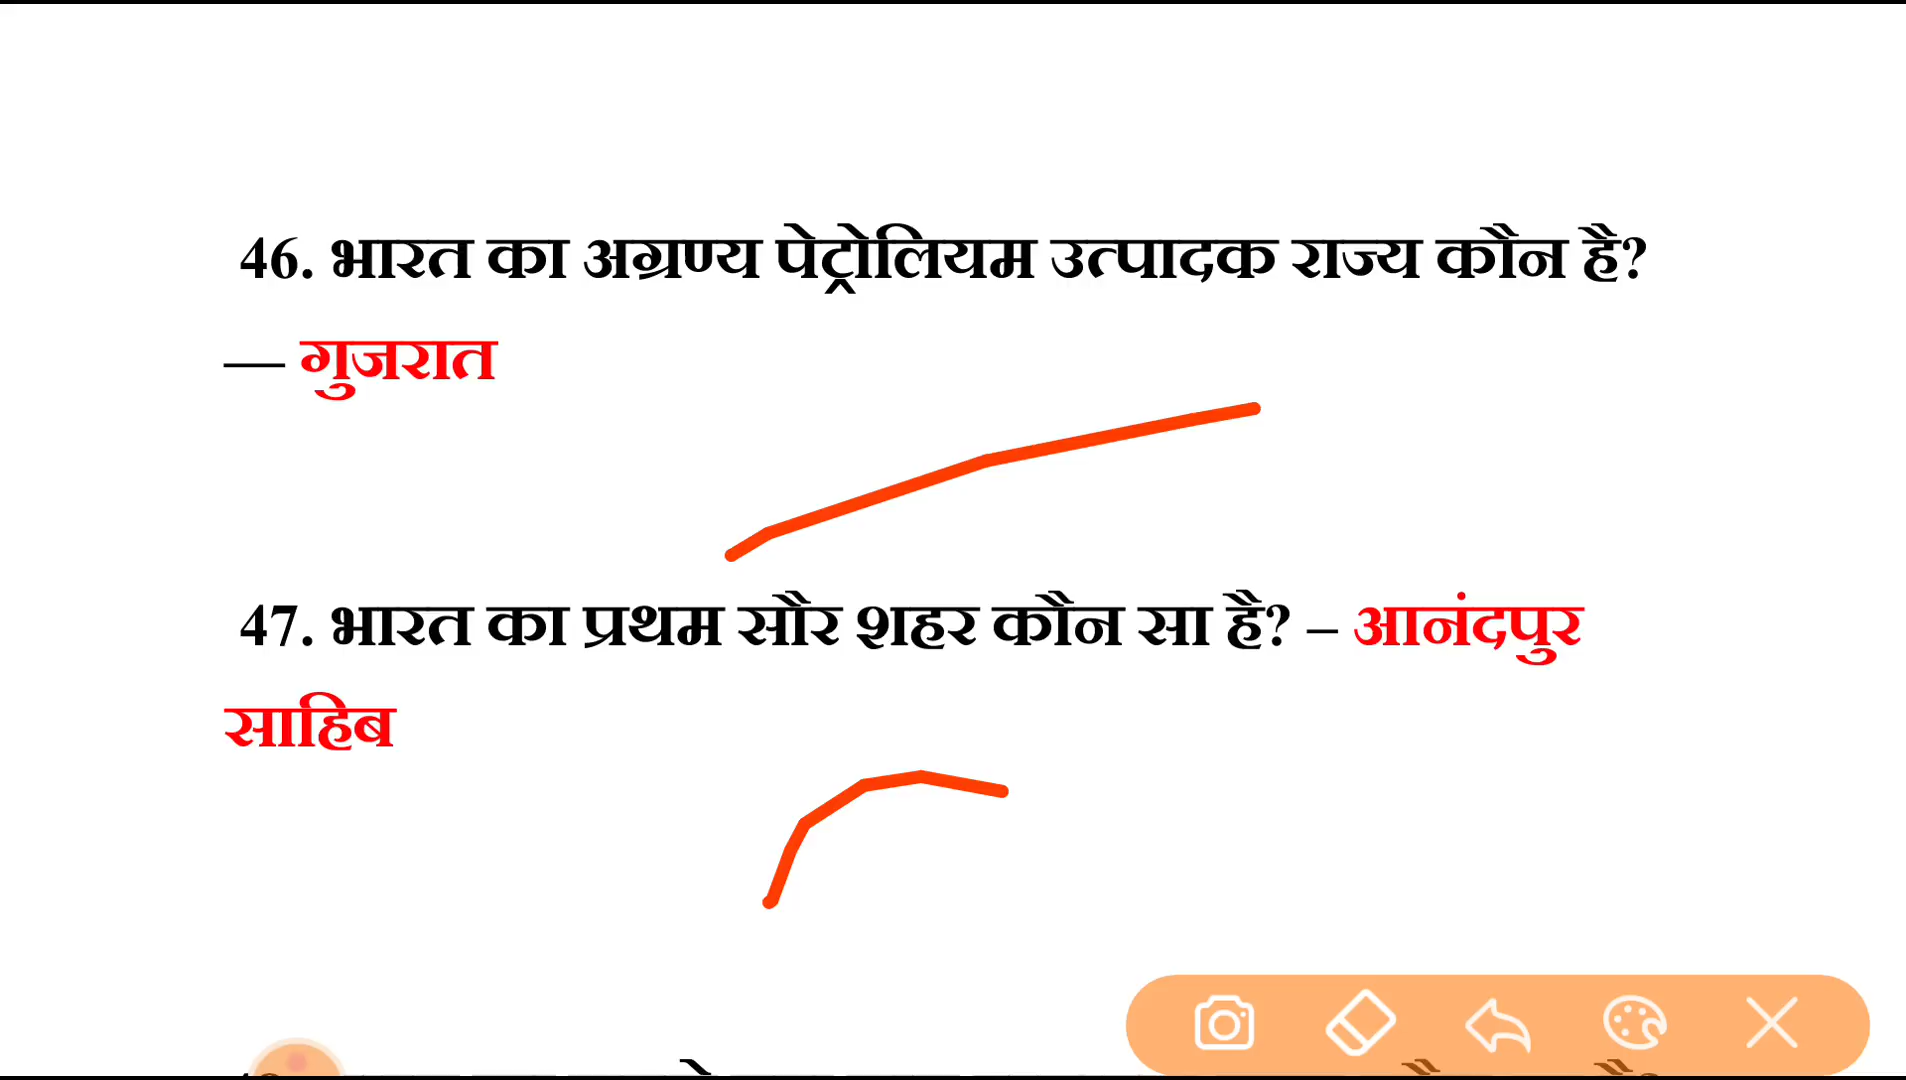 46. भारत का अग्रण्य पेट्रोलियम उत्पादक राज्य कौन है?
— गुजरात
47. भारत का प्रथम सौर शहर कौन सा है? – आनंदपुर
साहिब